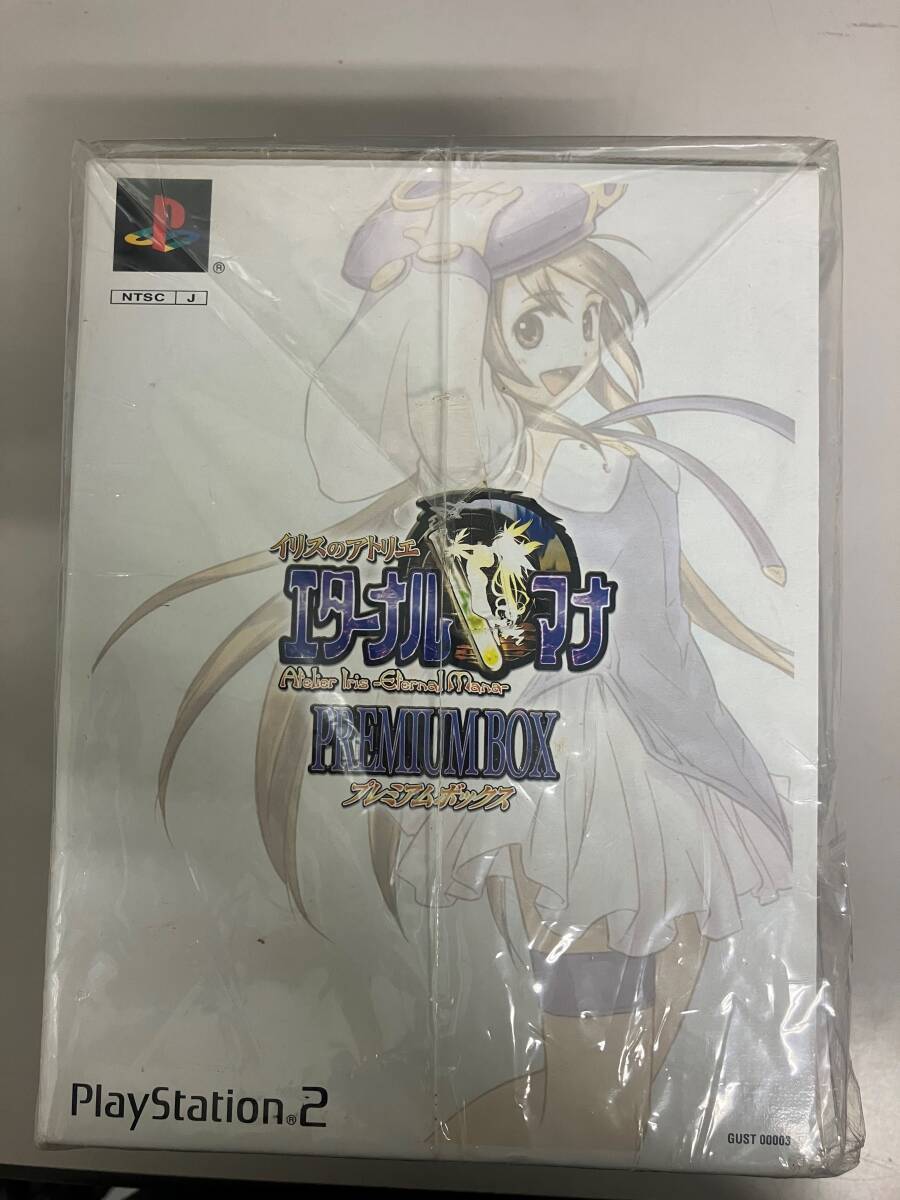 ®
NTSC J
イリスのアトリエ
エターナル マナ
Atelier Iris -Eternal Mana-
PREMIUM BOX
プレミアムボックス
PlayStation®2
GUST 00003